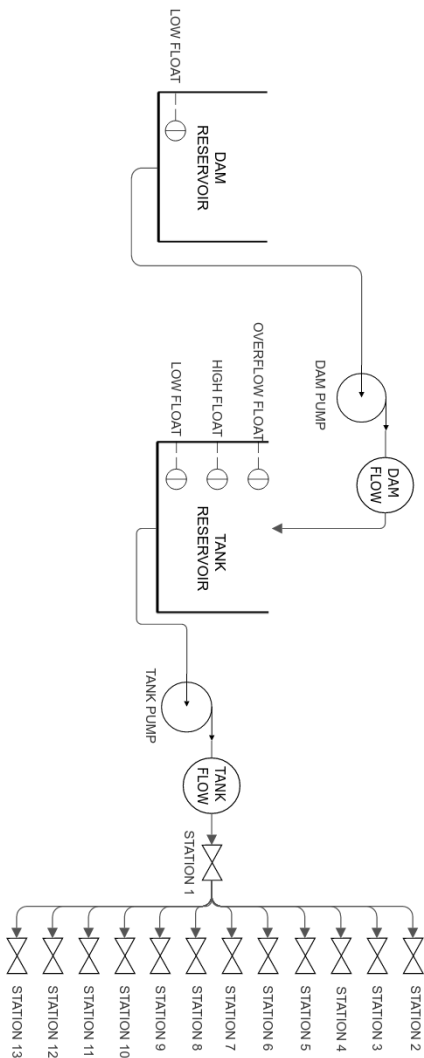 LOW FLOAT
DAM
RESERVOIR
DAM PUMP
DAM
FLOW
OVERFLOW FLOAT
HIGH FLOAT
LOW FLOAT
TANK
RESERVOIR
TANK PUMP
TANK
FLOW
STATION 1
STATION 2
STATION 3
STATION 4
STATION 5
STATION 6
STATION 7
STATION 8
STATION 9
STATION 10
STATION 11
STATION 12
STATION 13